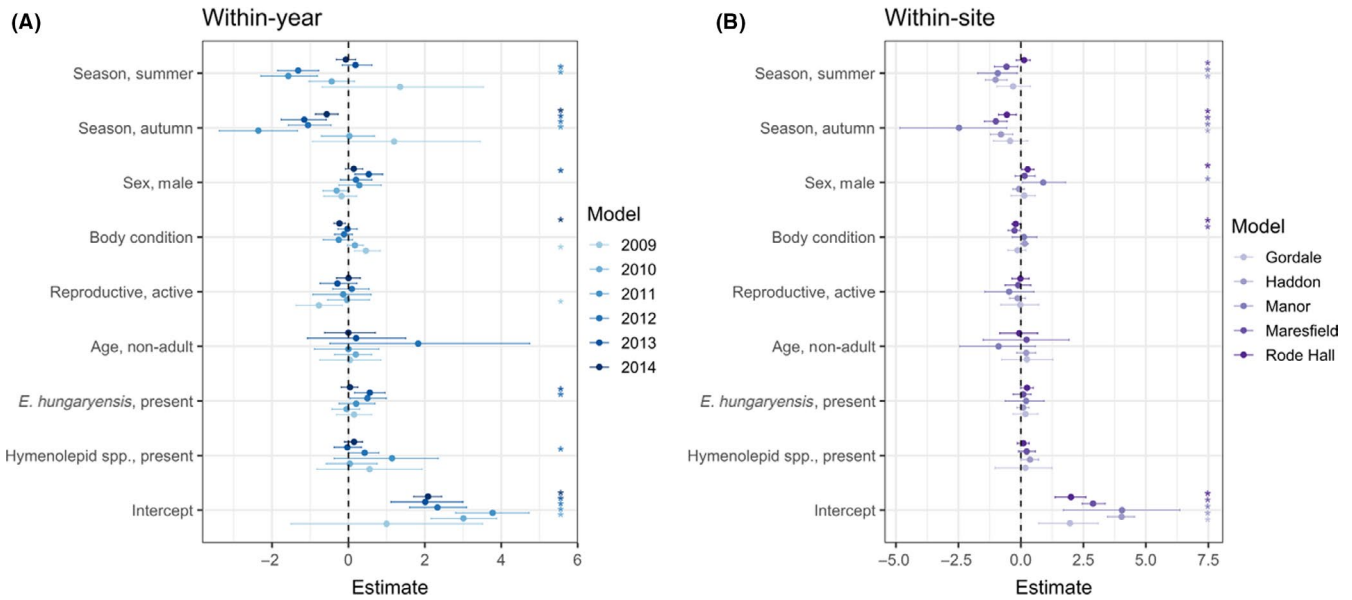 (A) Within-year
Season, summer
Season, autumn
Sex, male
Body condition
Reproductive, active
Age, non-adult
E. hungaryensis, present
Hymenolepid spp., present
Intercept
−2 0 2 4 6
Estimate
Model
2009
2010
2011
2012
2013
2014
(B) Within-site
Season, summer
Season, autumn
Sex, male
Body condition
Reproductive, active
Age, non-adult
E. hungaryensis, present
Hymenolepid spp., present
Intercept
−5.0 −2.5 0.0 2.5 5.0 7.5
Estimate
Model
Gordale
Haddon
Manor
Maresfield
Rode Hall